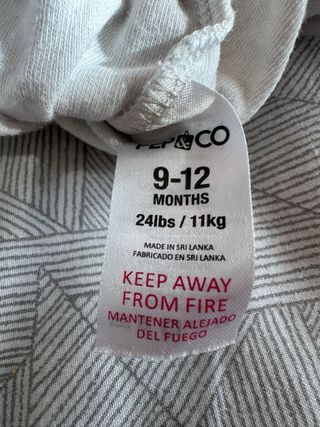 PEP&CO
9-12
MONTHS
24lbs / 11kg
MADE IN SRI LANKA
FABRICADO EN SRI LANKA
KEEP AWAY
FROM FIRE
MANTENER ALEJADO
DEL FUEGO